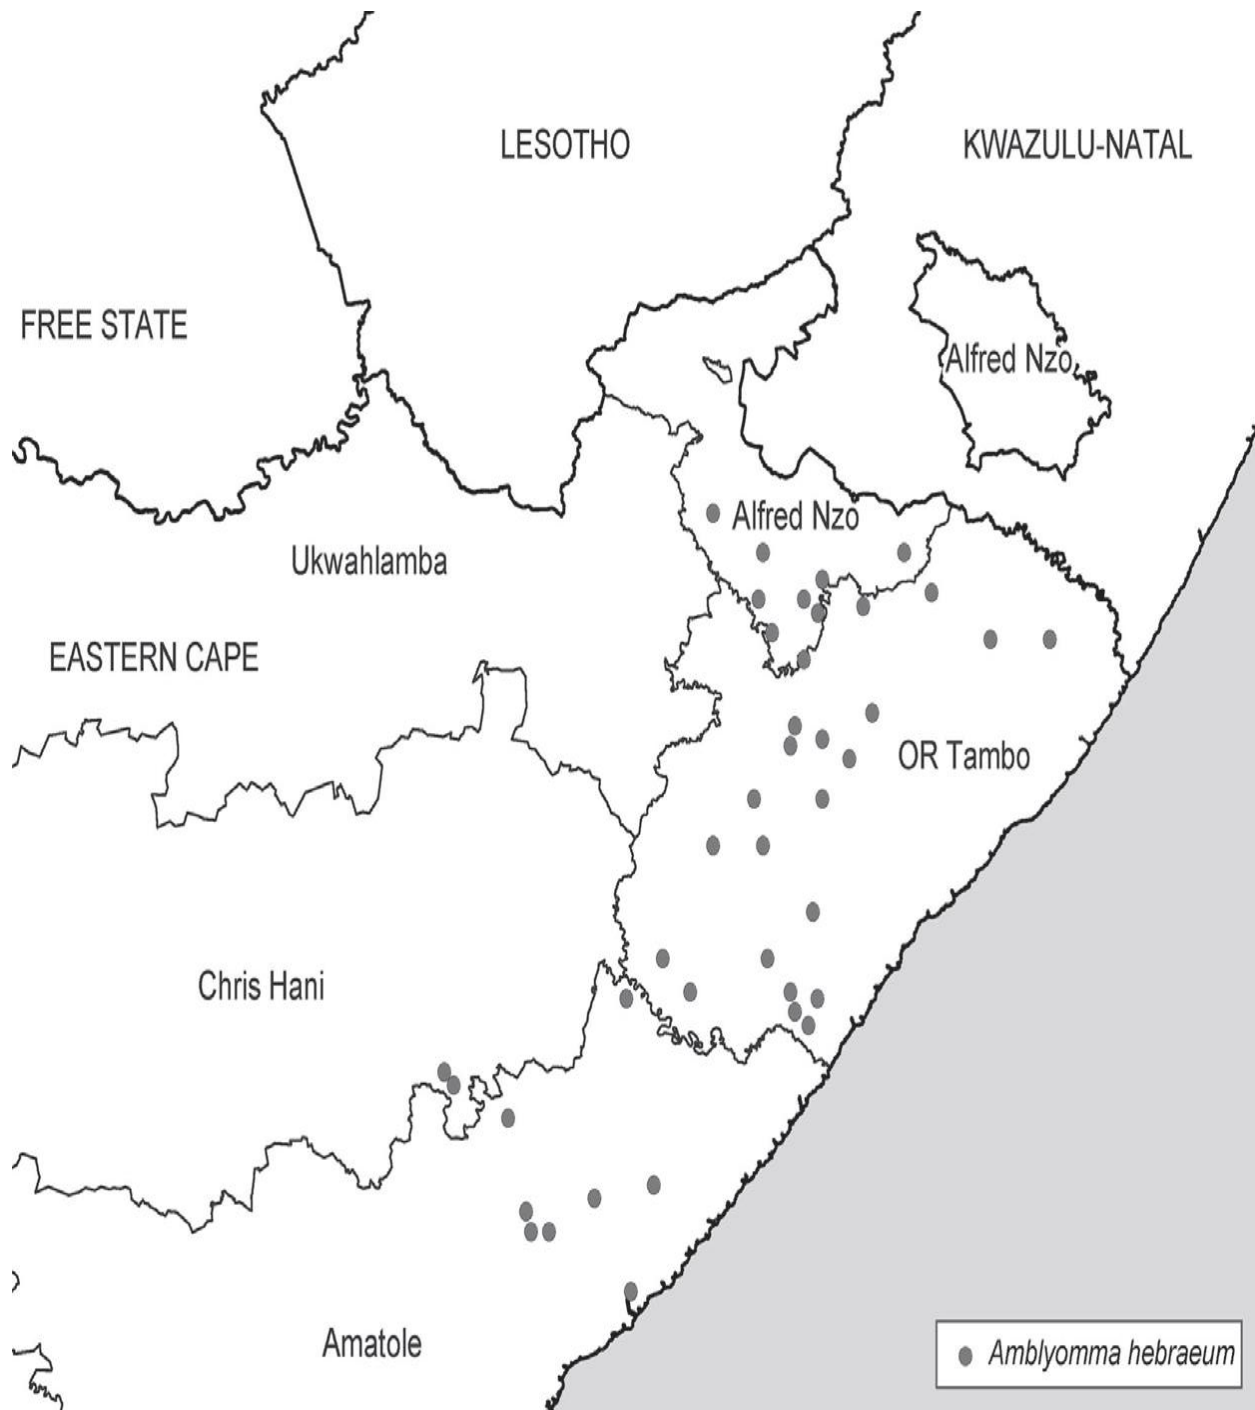 LESOTHO
KWAZULU-NATAL
FREE STATE
Alfred Nzo
Alfred Nzo
Ukwahlamba
EASTERN CAPE
OR Tambo
Chris Hani
Amatole
Amblyomma hebraeum